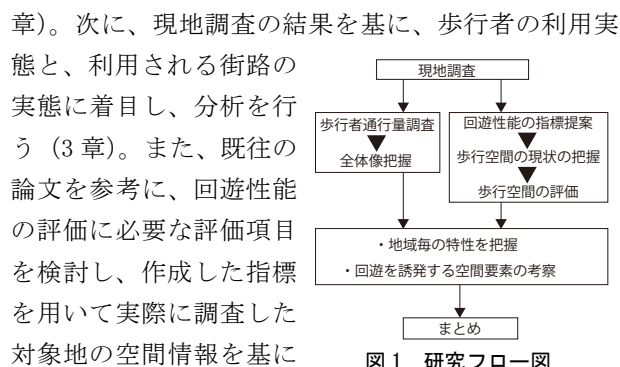 章)。次に、現地調査の結果を基に、歩行者の利用実
態と、利用される街路の
実態に着目し、分析を行
う (3 章)。また、既往の
論文を参考に、回遊性能
の評価に必要な評価項目
を検討し、作成した指標
を用いて実際に調査した
対象地の空間情報を基に
現地調査
歩行者通行量調査
全体像把握
回遊性能の指標提案
歩行空間の現状の把握
歩行空間の評価
・地域毎の特性を把握
・回遊を誘発する空間要素の考察
まとめ
図1 研究フロー図